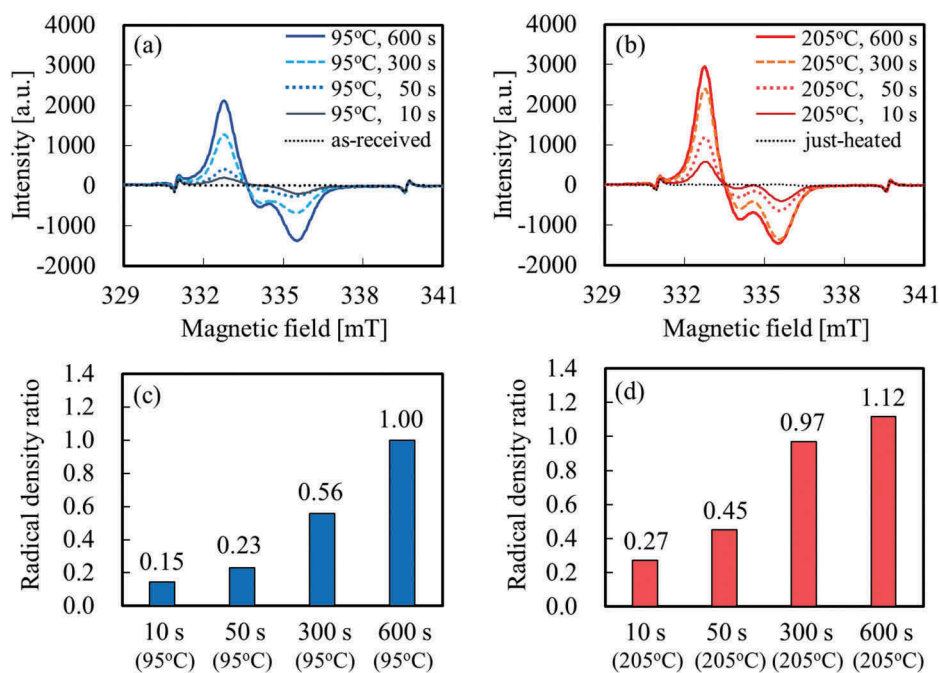 (a)
95°C, 600 s
95°C, 300 s
95°C, 50 s
95°C, 10 s
as-received
4000
3000
2000
1000
0
-1000
-2000
Intensity [a.u.]
329
332
335
338
341
Magnetic field [mT]
(b)
205°C, 600 s
205°C, 300 s
205°C, 50 s
205°C, 10 s
just-heated
4000
3000
2000
1000
0
-1000
-2000
Intensity [a.u.]
329
332
335
338
341
Magnetic field [mT]
(c)
1.4
1.2
1.0
0.8
0.6
0.4
0.2
0.0
Radical density ratio
0.15
0.23
0.56
1.00
10 s
50 s
300 s
600 s
(95°C)
(95°C)
(95°C)
(95°C)
(d)
1.4
1.2
1.0
0.8
0.6
0.4
0.2
0.0
Radical density ratio
0.27
0.45
0.97
1.12
10 s
50 s
300 s
600 s
(205°C)
(205°C)
(205°C)
(205°C)